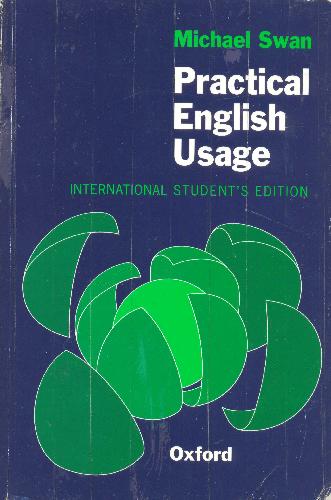 Michael Swan
Practical
English
Usage
INTERNATIONAL STUDENT'S EDITION
Oxford